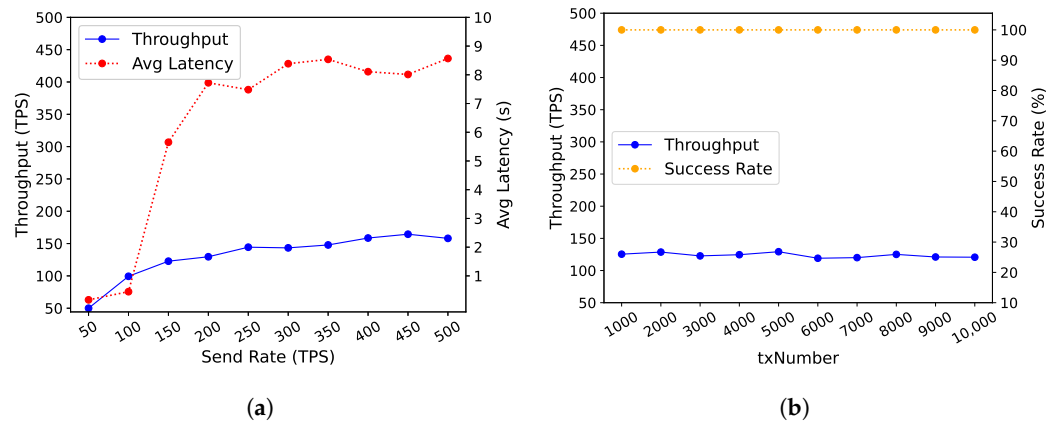 500
450
400
350
300
250
200
150
100
50
Throughput (TPS)
Throughput
Avg Latency
10
9
8
7
6
5
4
3
2
1
Avg Latency (s)
50 100 150 200 250 300 350 400 450 500
Send Rate (TPS)
(a)
500
450
400
350
300
250
200
150
100
50
Throughput (TPS)
Throughput
Success Rate
100
90
80
70
60
50
40
30
20
10
Success Rate (%)
1000 2000 3000 4000 5000 6000 7000 8000 9000 10,000
txNumber
(b)